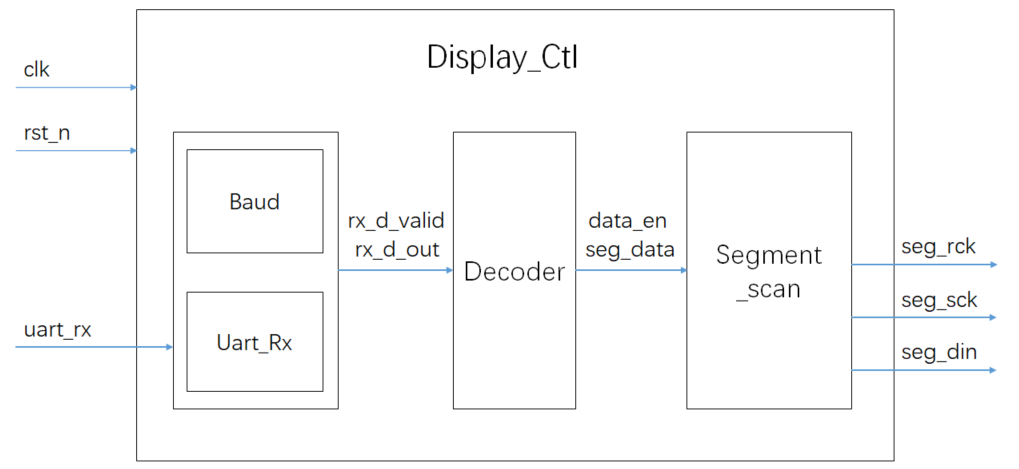 Display_Ctl
clk
rst_n
Baud
rx_d_valid
rx_d_out
Decoder
data_en
seg_data
Segment
_scan
seg_rck
seg_sck
seg_din
uart_rx
Uart_Rx